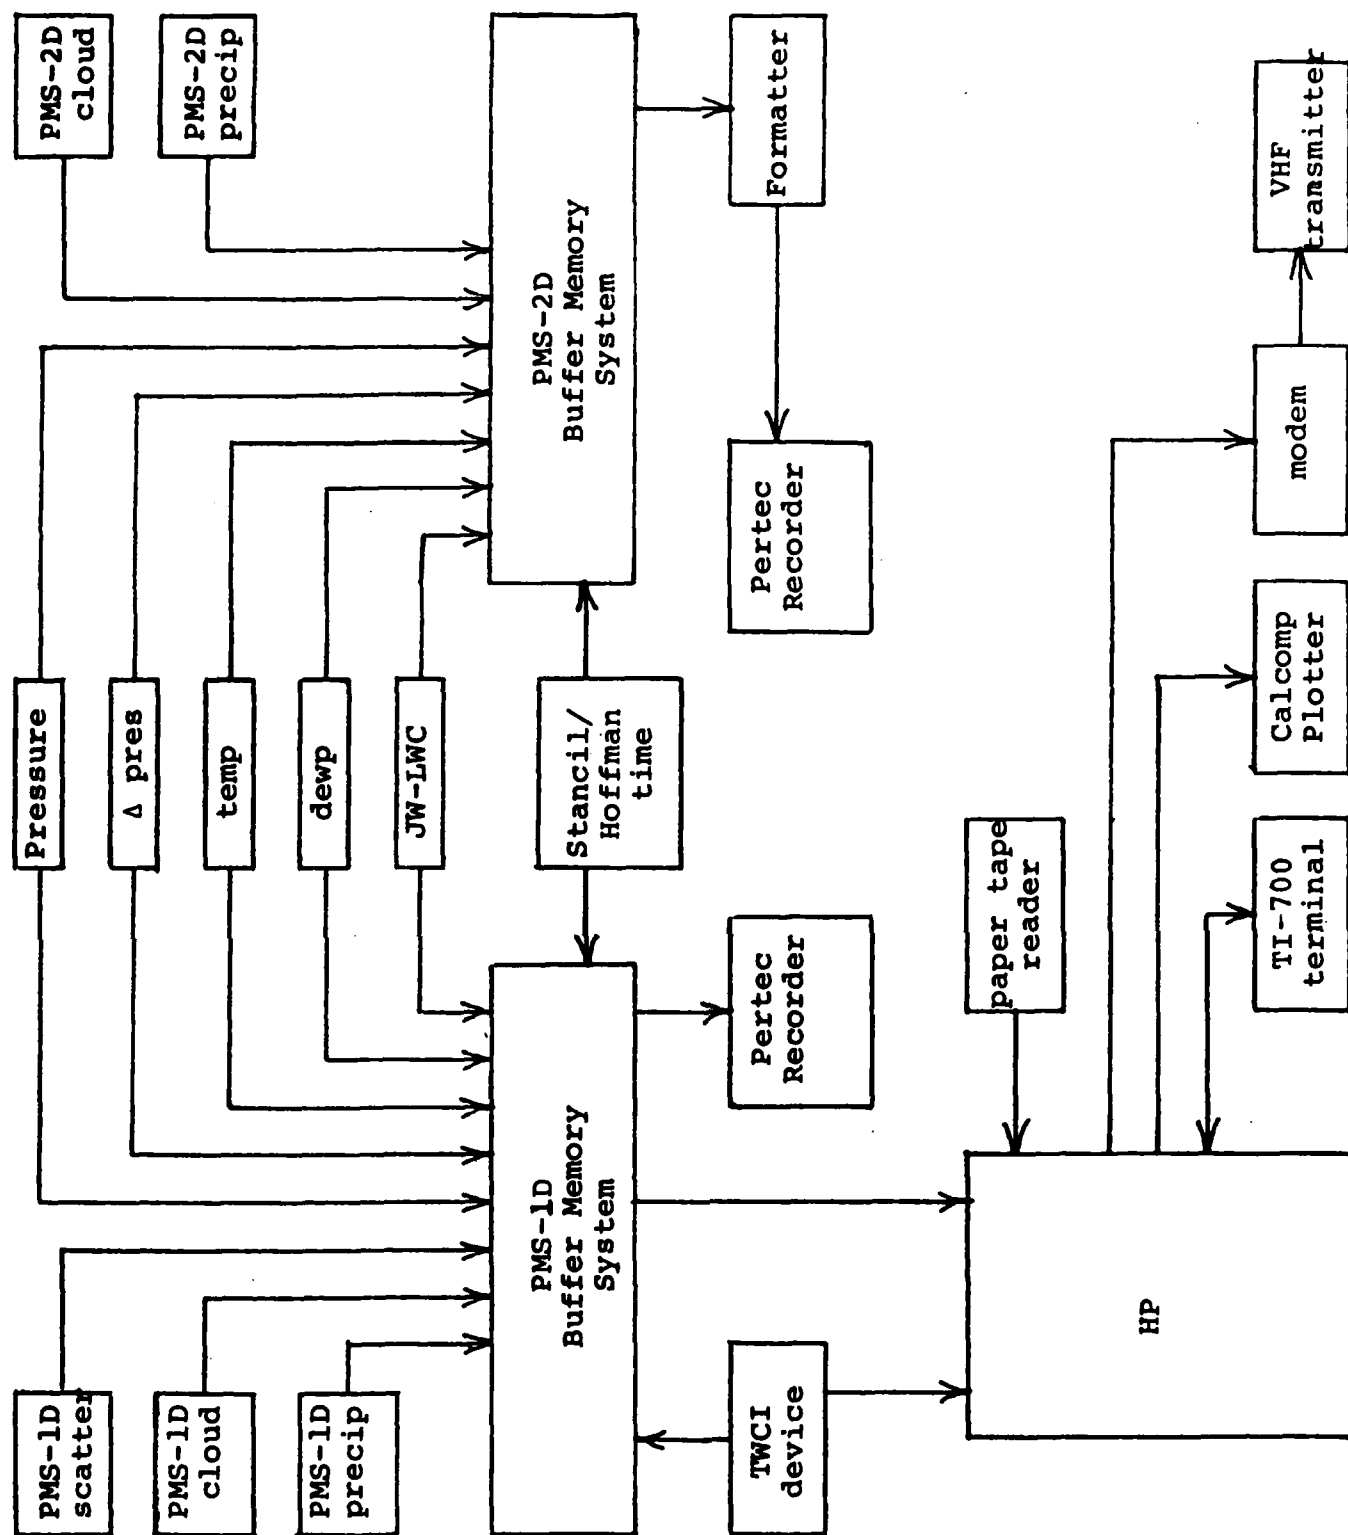 PMS-1D
scatter
PMS-1D
cloud
PMS-1D
precip
Pressure
Δ pres
temp
dewp
JW-LWC
Stancil/
Hoffman
time
PMS-2D
cloud
PMS-2D
precip
PMS-1D
Buffer Memory
System
PMS-2D
Buffer Memory
System
TWCI
device
Pertec
Recorder
Pertec
Recorder
Formatter
HP
paper tape
reader
TI-700
terminal
Calcomp
Plotter
modem
VHF
transmitter